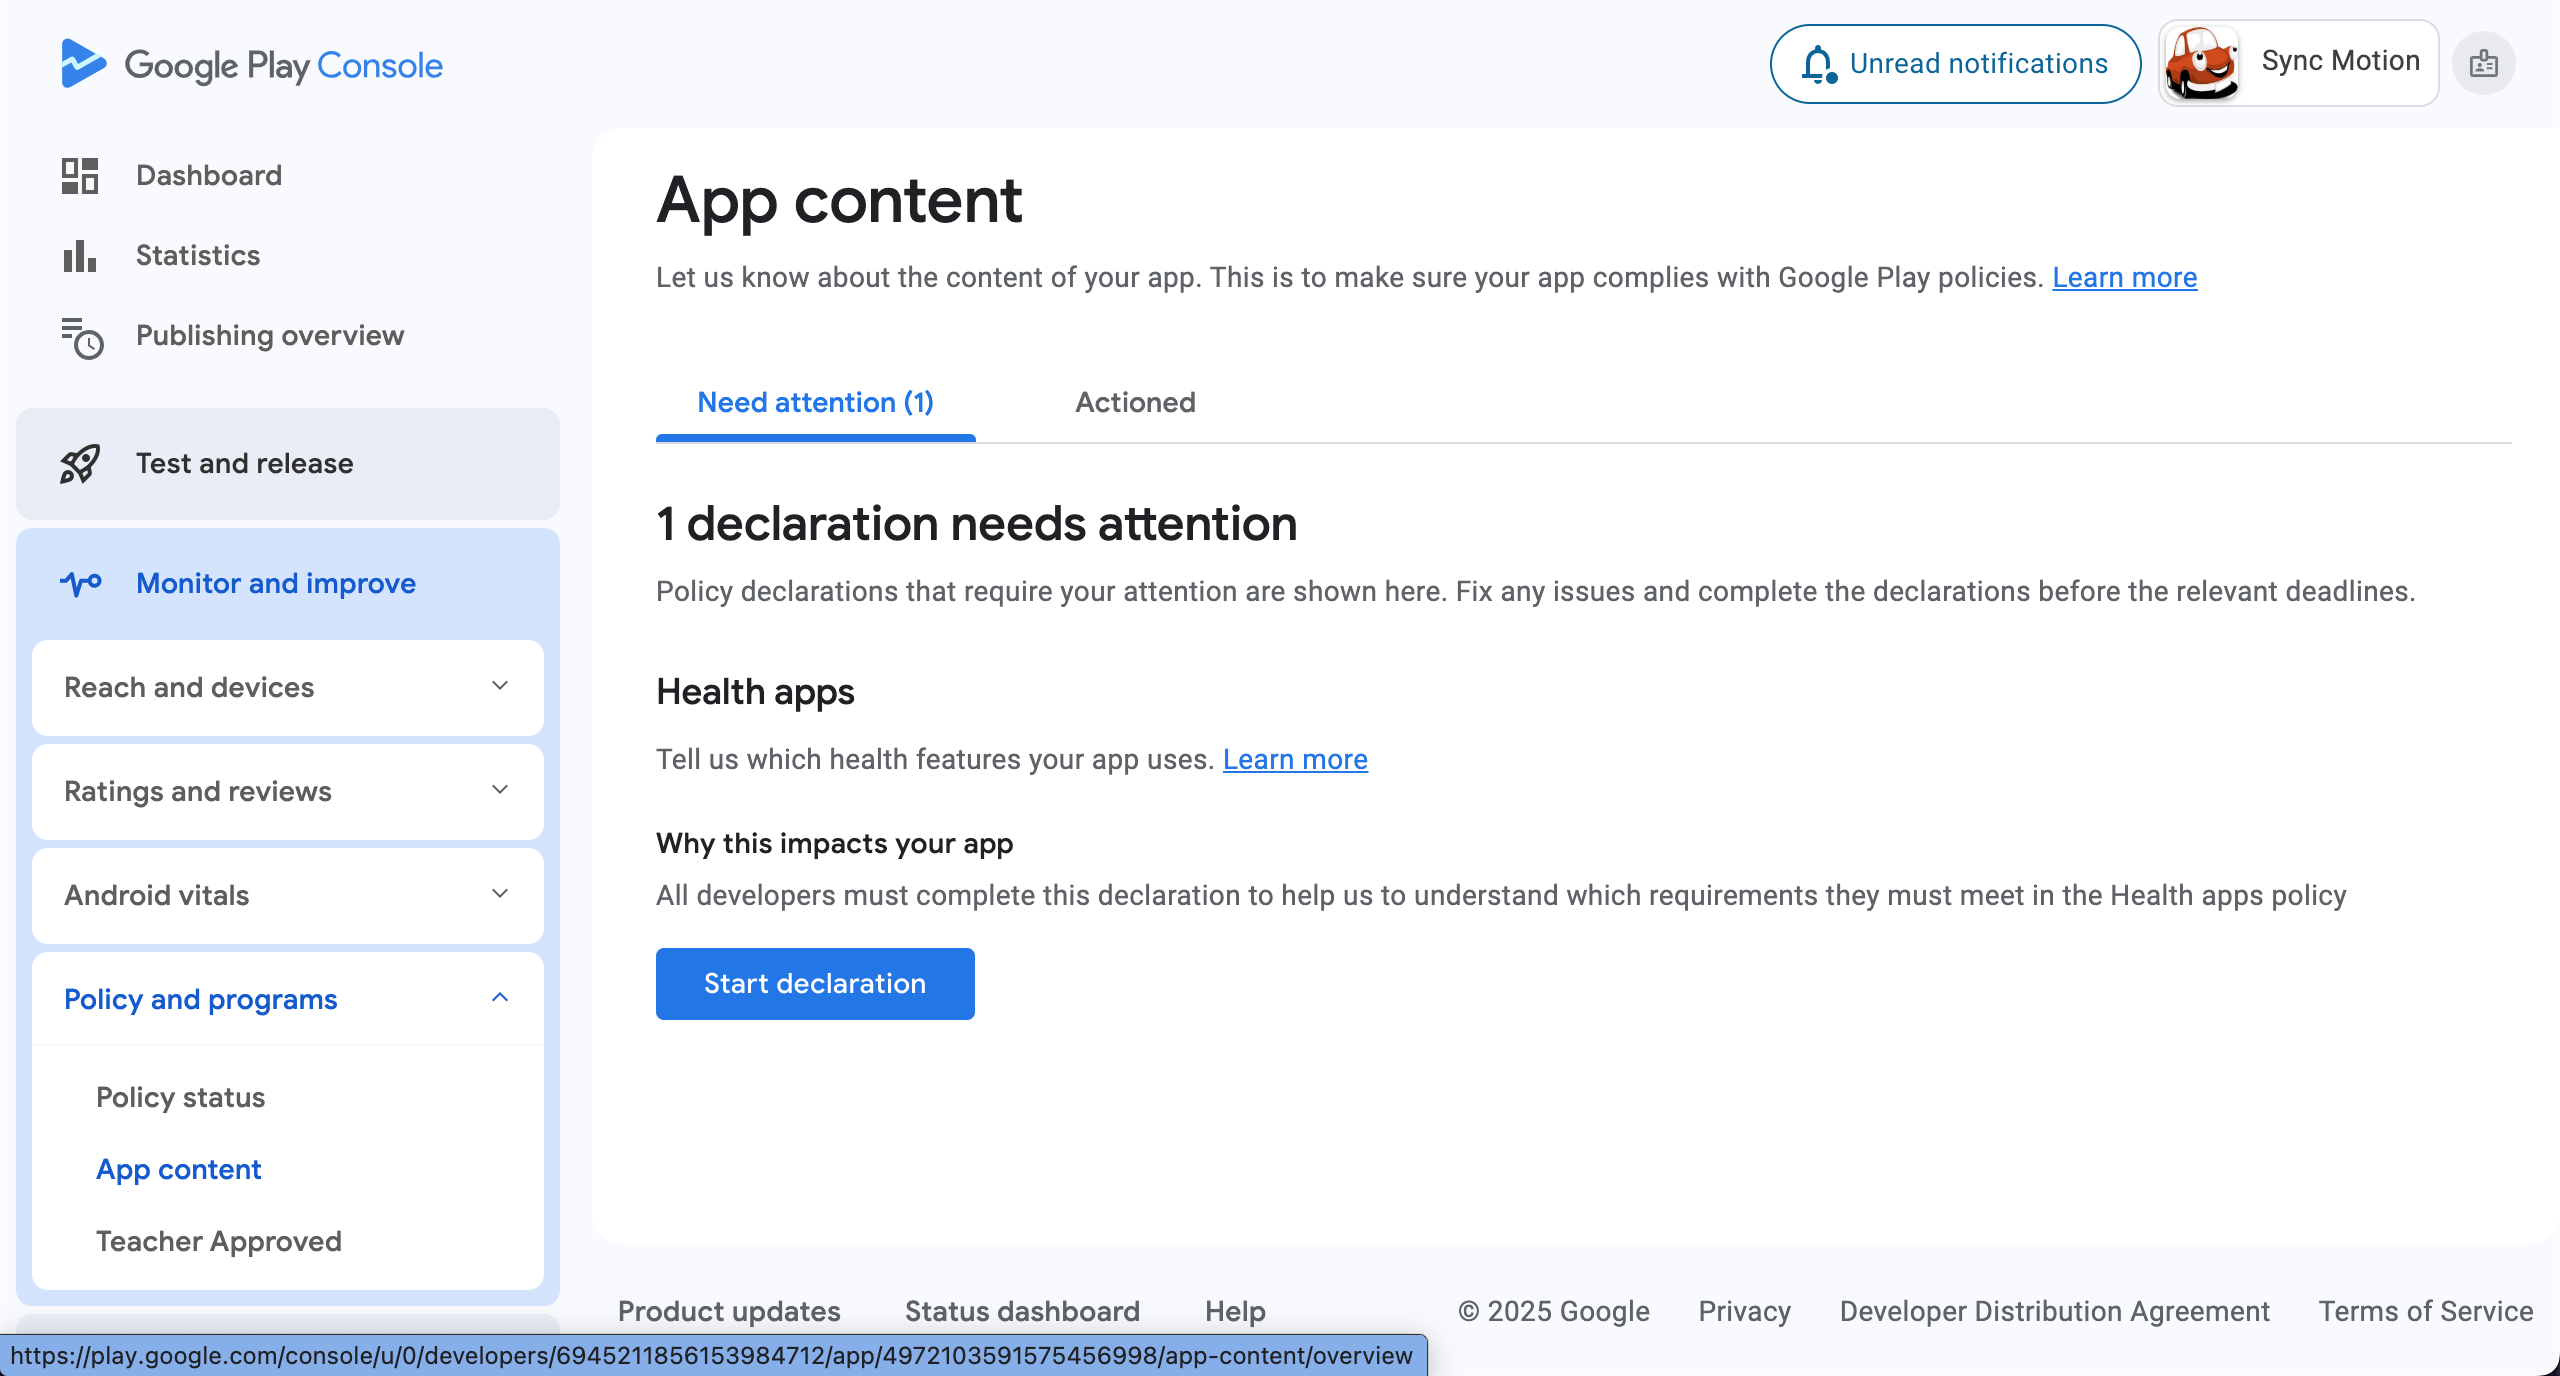 Google Play Console
Unread notifications
Sync Motion
Dashboard
Statistics
Publishing overview
Test and release
Monitor and improve
Reach and devices
Ratings and reviews
Android vitals
Policy and programs
Policy status
App content
Teacher Approved
App content
Let us know about the content of your app. This is to make sure your app complies with Google Play policies. Learn more
Need attention (1)
Actioned
1 declaration needs attention
Policy declarations that require your attention are shown here. Fix any issues and complete the declarations before the relevant deadlines.
Health apps
Tell us which health features your app uses. Learn more
Why this impacts your app
All developers must complete this declaration to help us to understand which requirements they must meet in the Health apps policy
Start declaration
Product updates
Status dashboard
Help
© 2025 Google
Privacy
Developer Distribution Agreement
Terms of Service
https://play.google.com/console/u/0/developers/6945211856153984712/app/4972103591575456998/app-content/overview